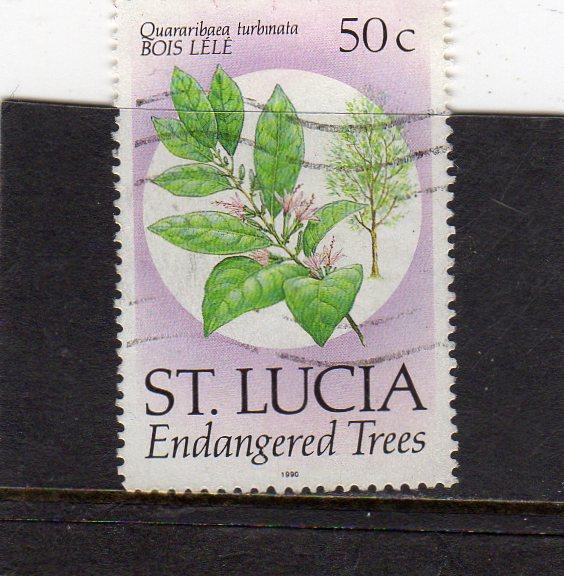 Quararibaea turbinata
BOIS LÉLÉ
50 c
ST. LUCIA
Endangered Trees
1990